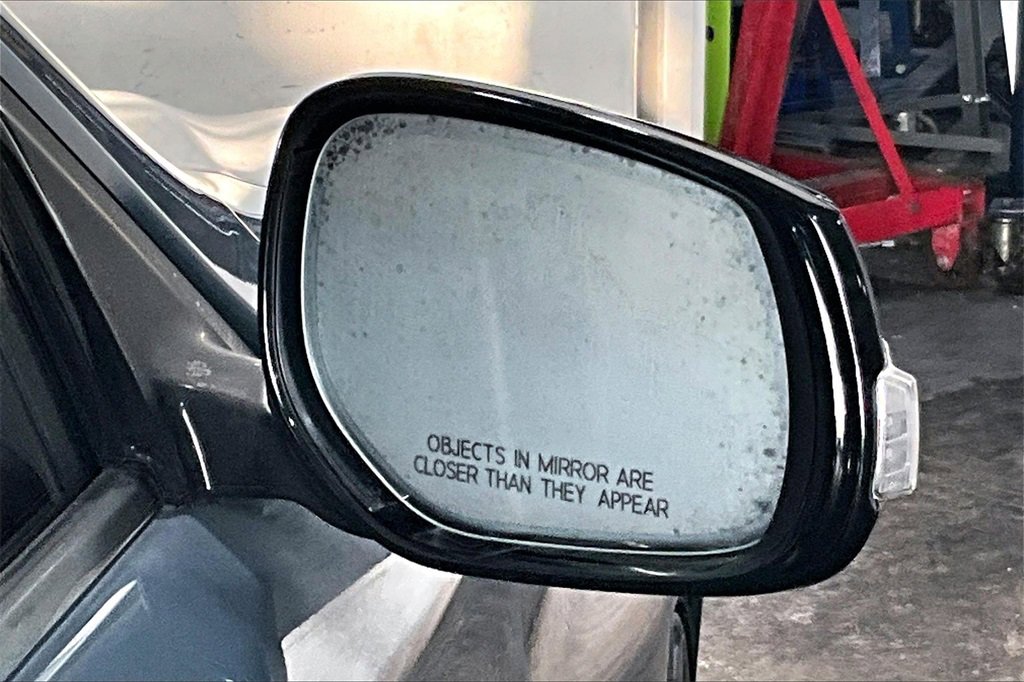 OBJECTS IN MIRROR ARE
CLOSER THAN THEY APPEAR